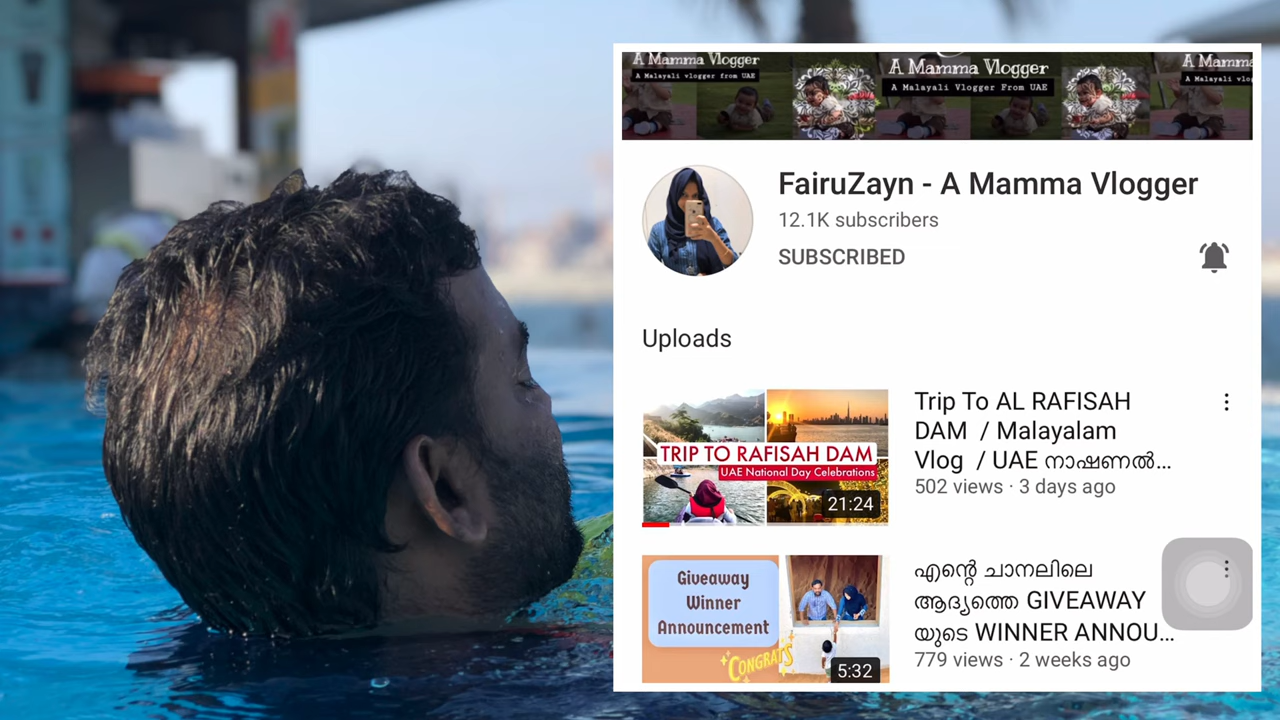 A Mamma Vlogger
A Malayali vlogger from UAE
A Mamma Vlogger
A Malayali Vlogger From UAE
A Mamma
A Malayali vlog
FairuZayn - A Mamma Vlogger
12.1K subscribers
SUBSCRIBED
Uploads
TRIP TO RAFISAH DAM
UAE National Day Celebrations
21:24
Trip To AL RAFISAH
DAM / Malayalam
Vlog / UAE നാഷണൽ...
502 views · 3 days ago
Giveaway
Winner
Announcement
CONGRATS
5:32
എന്റെ ചാനലിലെ
ആദ്യത്തെ GIVEAWAY
യുടെ WINNER ANNOU...
779 views · 2 weeks ago